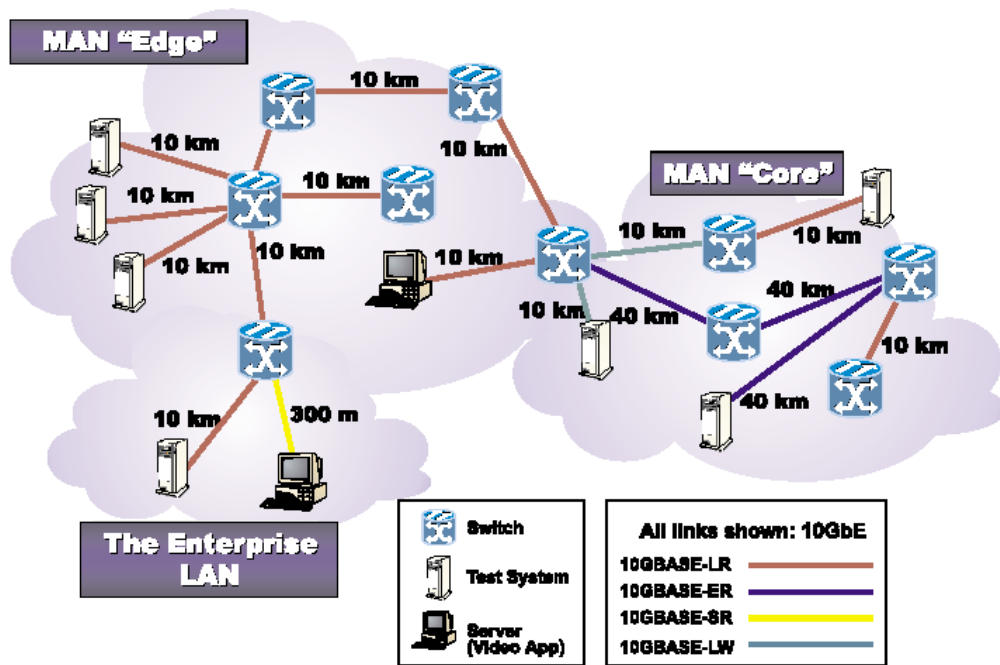 MAN “Edge”
10 km
10 km
10 km
10 km
MAN “Core”
10 km
10 km
10 km
10 km
10 km
10 km
10 km
10 km
40 km
40 km
10 km
10 km
300 m
40 km
The Enterprise
LAN
Switch
Test System
Server
(Video App)
All links shown: 10GbE
10GBASE-LR
10GBASE-ER
10GBASE-SR
10GBASE-LW